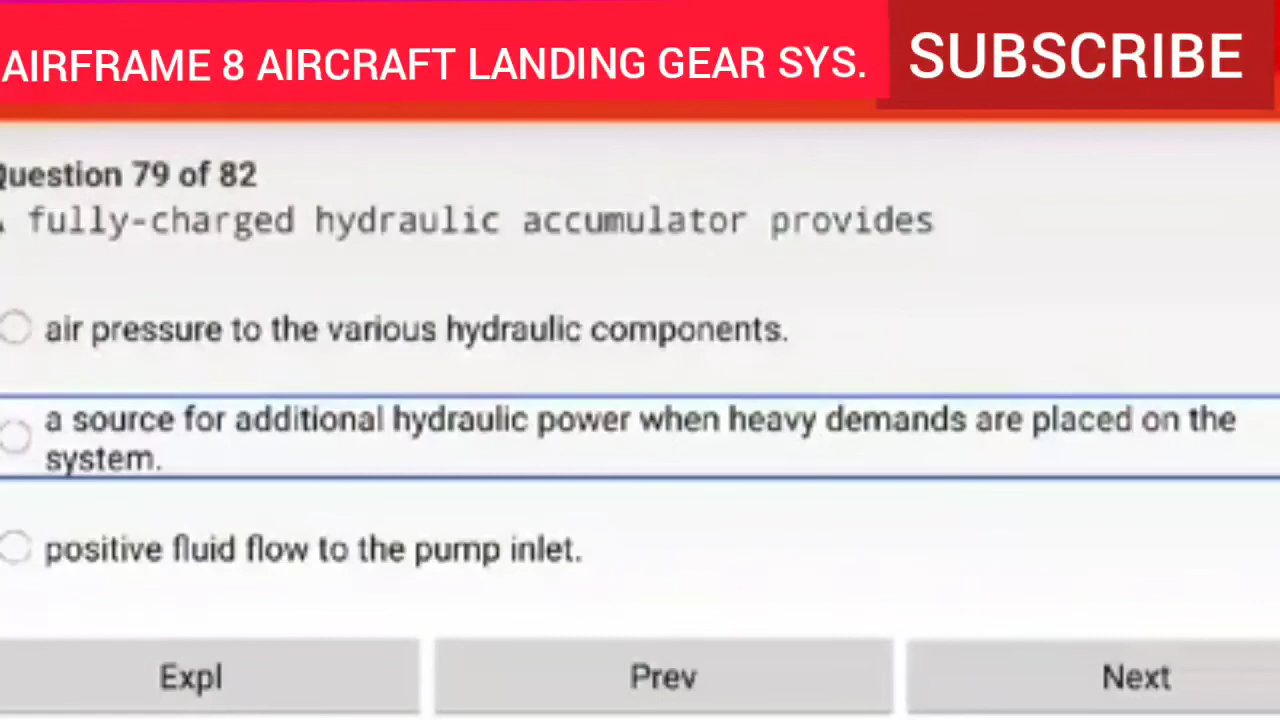 AIRFRAME 8 AIRCRAFT LANDING GEAR SYS.
SUBSCRIBE
Question 79 of 82
fully-charged hydraulic accumulator provides
air pressure to the various hydraulic components.
a source for additional hydraulic power when heavy demands are placed on the
system.
positive fluid flow to the pump inlet.
Expl
Prev
Next